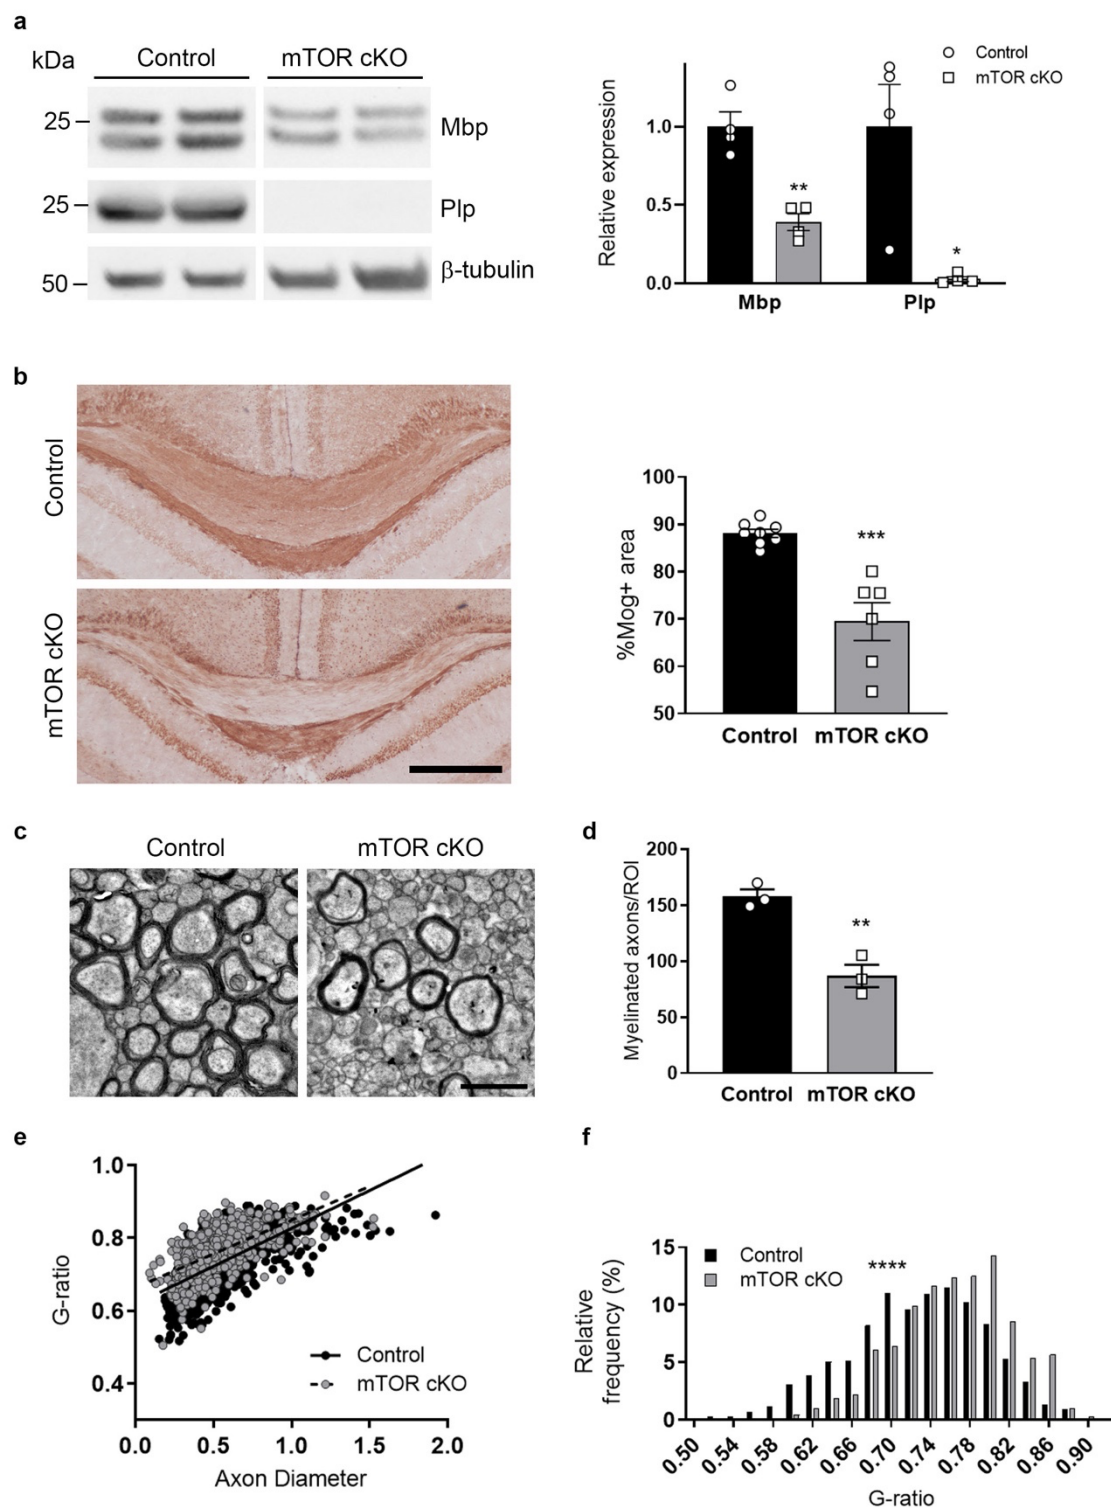 a
kDa
Control
mTOR cKO
25
Mbp
25
Plp
50
β-tubulin
Control
mTOR cKO
Relative expression
1.0
0.5
0.0
**
*
Mbp
Plp
b
Control
mTOR cKO
%Mog+ area
100
90
80
70
60
50
***
Control
mTOR cKO
c
Control
mTOR cKO
d
Myelinated axons/ROI
200
150
100
50
0
**
Control
mTOR cKO
e
G-ratio
1.0
0.8
0.6
0.4
Control
mTOR cKO
0.0
0.5
1.0
1.5
2.0
Axon Diameter
f
Relative
frequency (%)
15
10
5
0
Control
mTOR cKO
****
0.50
0.54
0.58
0.62
0.66
0.70
0.74
0.78
0.82
0.86
0.90
G-ratio